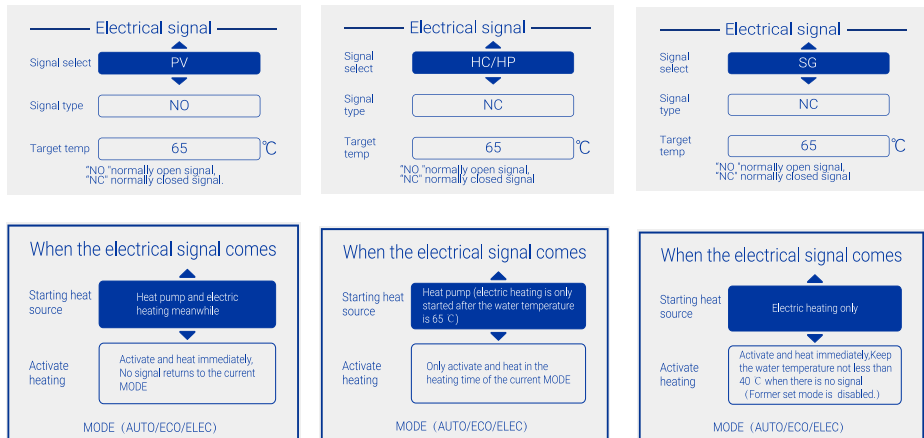 Electrical signal
Signal select
PV
Signal type
NO
Target temp
65
℃
"NO "normally open signal,
"NC" normally closed signal.
Electrical signal
Signal
select
HC/HP
Signal
type
NC
Target
temp
65
℃
"NO "normally open signal,
"NC" normally closed signal
Electrical signal
Signal
select
SG
Signal
type
NC
Target
temp
65
℃
"NO "normally open signal,
"NC" normally closed signal
When the electrical signal comes
Starting heat
source
Heat pump and electric
heating meanwhile
Activate
heating
Activate and heat immediately,
No signal returns to the current
MODE
MODE (AUTO/ECO/ELEC)
When the electrical signal comes
Starting heat
source
Heat pump (electric heating is only
started after the water temperature
is 65 ℃)
Activate
heating
Only activate and heat in the
heating time of the current MODE
MODE (AUTO/ECO/ELEC)
When the electrical signal comes
Starting heat
source
Electric heating only
Activate
heating
Activate and heat immediately,Keep
the water temperature not less than
40 ℃ when there is no signal
(Former set mode is disabled.)
MODE (AUTO/ECO/ELEC)